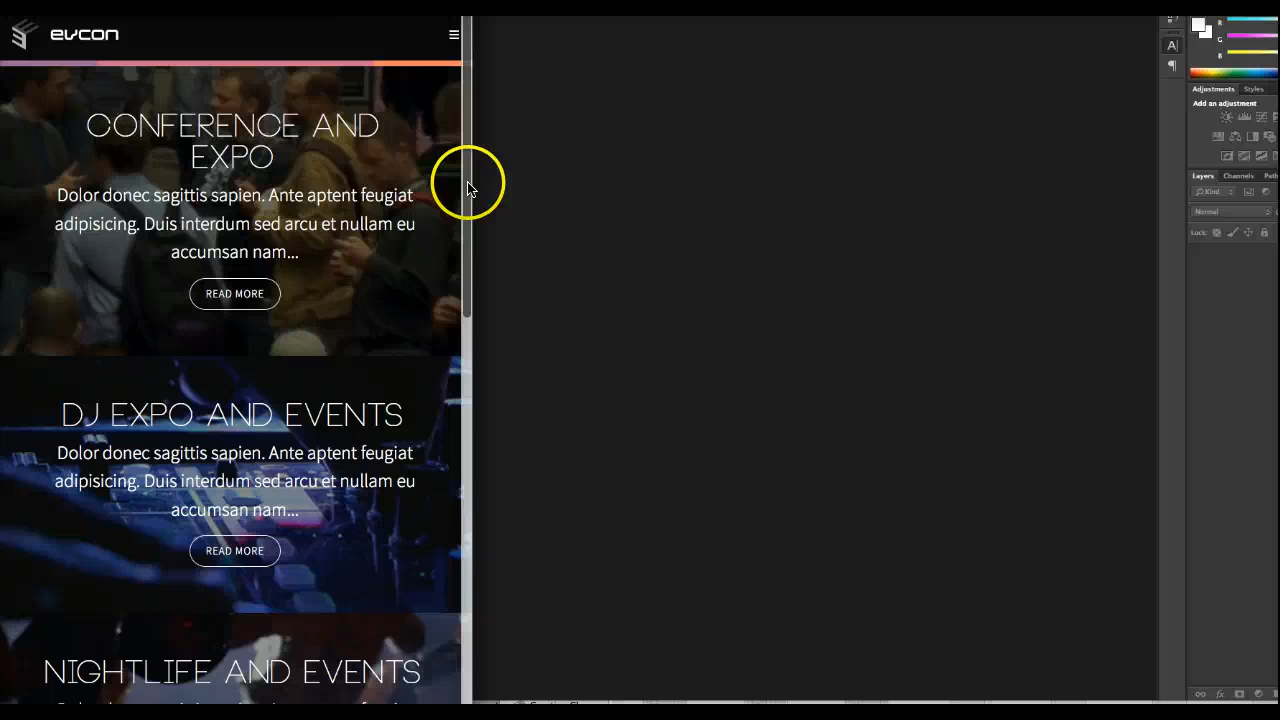 evcon
CONFERENCE AND
EXPO
Dolor donec sagittis sapien. Ante aptent feugiat
adipisicing. Duis interdum sed arcu et nullam eu
accumsan nam...
READ MORE
DJ EXPO AND EVENTS
Dolor donec sagittis sapien. Ante aptent feugiat
adipisicing. Duis interdum sed arcu et nullam eu
accumsan nam...
READ MORE
NIGHTLIFE AND EVENTS
A
R
G
B
Adjustments Styles
Add an adjustment
Layers Channels
Kind
Normal
Lock:
fx